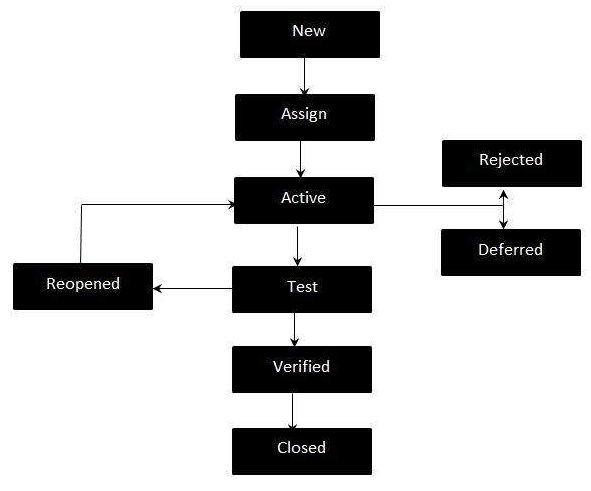 New
Assign
Rejected
Active
Deferred
Reopened
Test
Verified
Closed